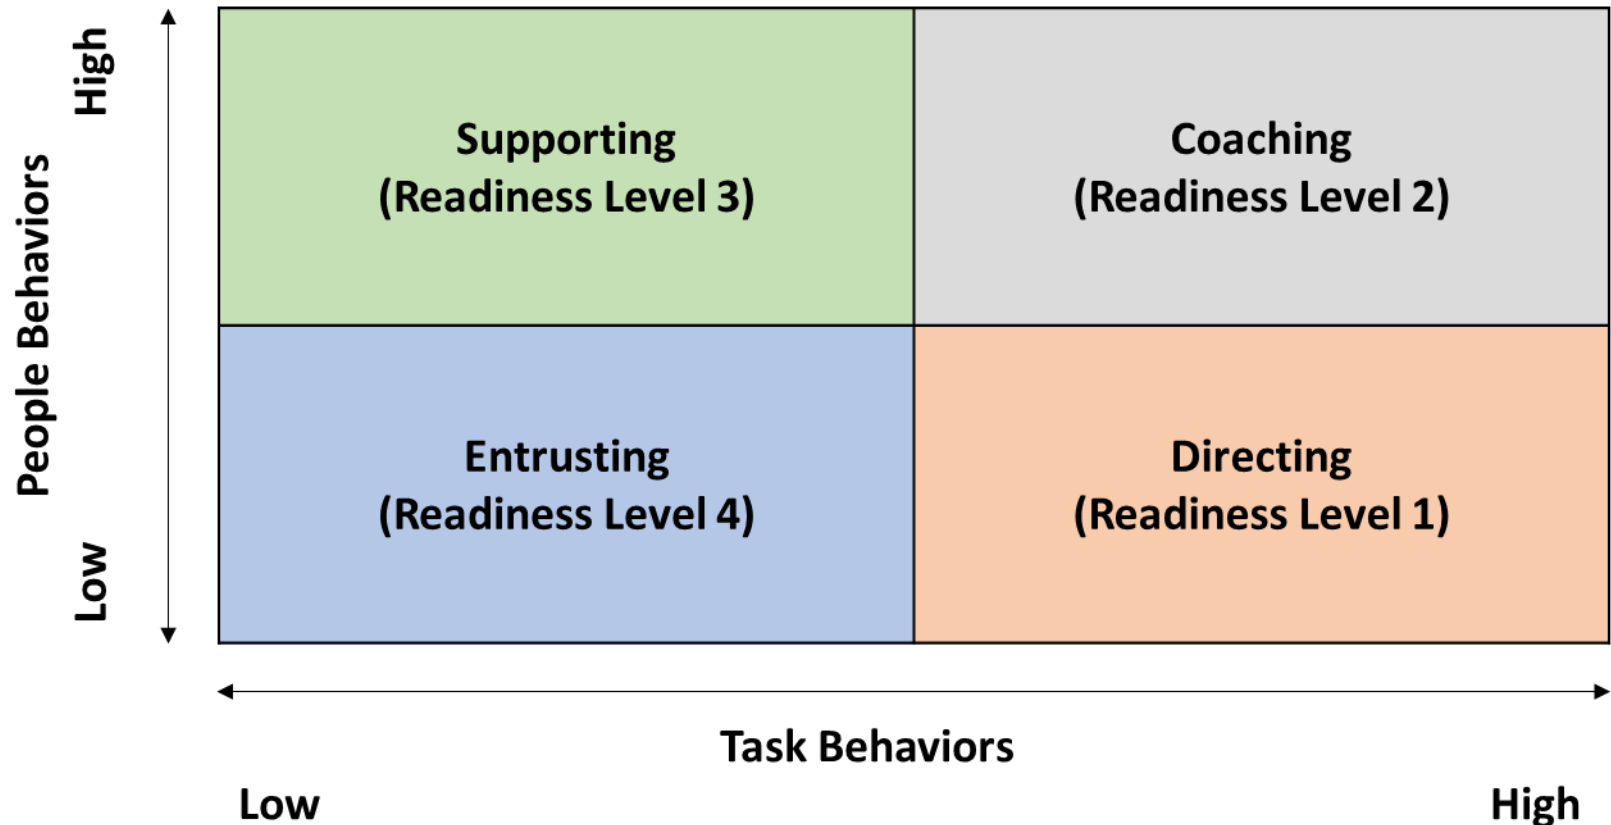 High
People Behaviors
Low
Supporting
(Readiness Level 3)
Coaching
(Readiness Level 2)
Entrusting
(Readiness Level 4)
Directing
(Readiness Level 1)
Task Behaviors
Low
High